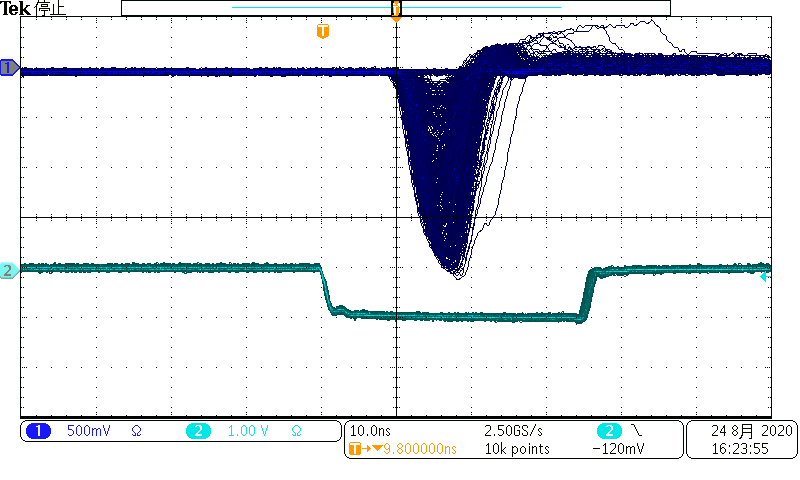 Tek 停止
T
1
2
1 500mV Ω 2 1.00 V Ω
10.0ns 2.50GS/s 2
T→▼9.800000ns 10k points −120mV
24 8月 2020
16:23:55